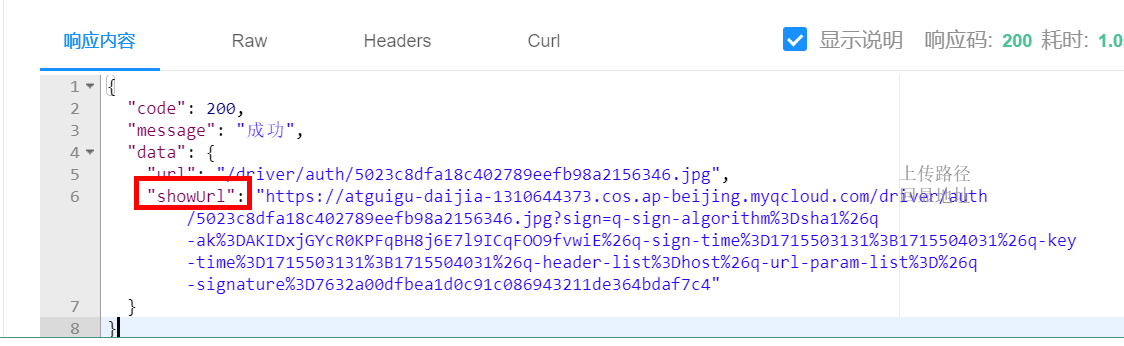 响应内容 Raw Headers Curl 显示说明 响应码: 200 耗时: 1.0
1 {
2 "code": 200,
3 "message": "成功",
4 "data": {
5 "url": "/driver/auth/5023c8dfa18c402789eefb98a2156346.jpg", 上传路径
6 "showUrl": "https://atguigu-daijia-1310644373.cos.ap-beijing.myqcloud.com/driver/auth 回显地址
/5023c8dfa18c402789eefb98a2156346.jpg?sign=q-sign-algorithm%3Dsha1%26q
-ak%3DAKIDxjGYcR0KPFqBH8j6E7l9ICqFOO9fvwiE%26q-sign-time%3D1715503131%3B1715504031%26q-key
-time%3D1715503131%3B1715504031%26q-header-list%3Dhost%26q-url-param-list%3D%26q
-signature%3D7632a00dfbea1d0c91c086943211de364bdaf7c4"
7 }
8 }